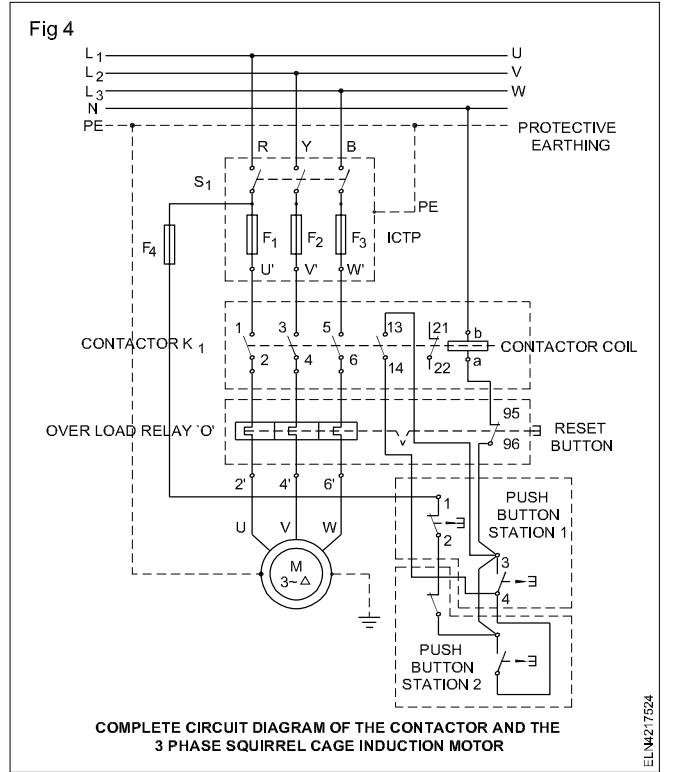 Fig 4
L1 U
L2 V
L3 W
N
PE PROTECTIVE
EARTHING
R Y B
S1
PE
F4 F1 F2 F3 ICTP
U' V' W'
1 3 5 13 21 b
CONTACTOR K1 CONTACTOR COIL
2 4 6 14 22 a
95
OVER LOAD RELAY `O' RESET
BUTTON
96
2' 4' 6'
1 PUSH
BUTTON
STATION 1
U V W
2
3
M
3~ △
4
PUSH
BUTTON
STATION 2
COMPLETE CIRCUIT DIAGRAM OF THE CONTACTOR AND THE
3 PHASE SQUIRREL CAGE INDUCTION MOTOR
ELN4217524